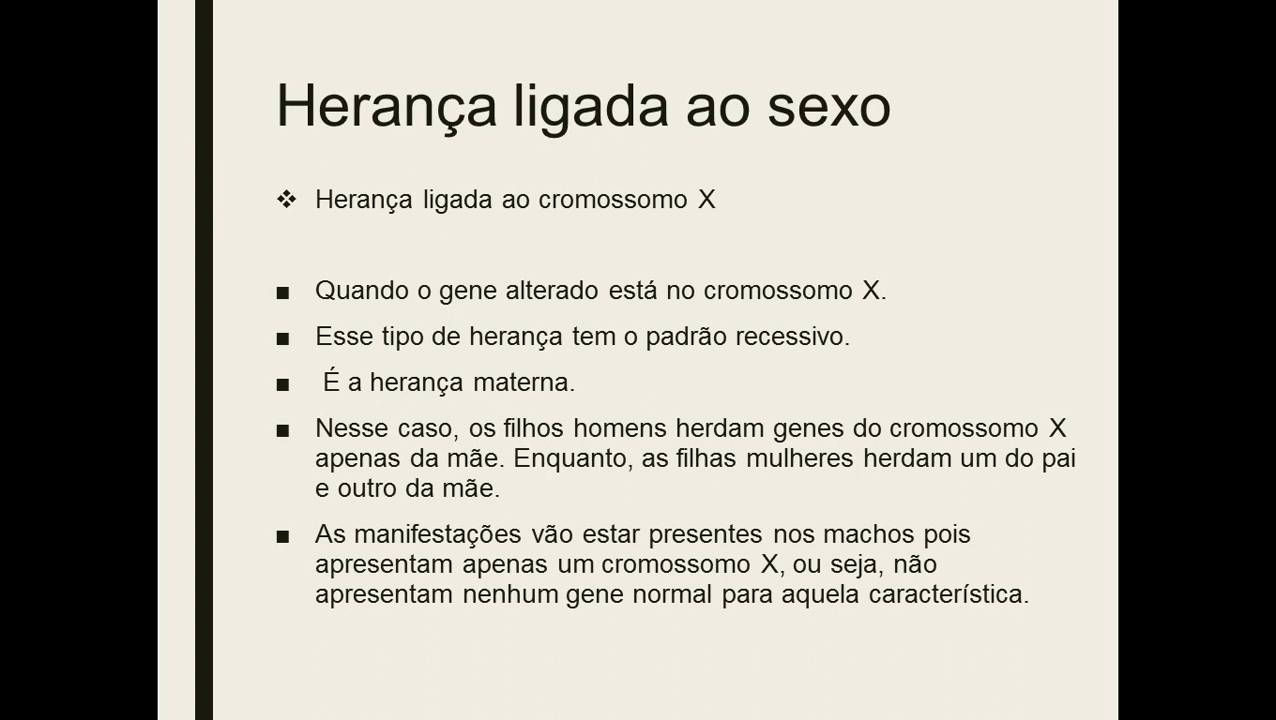 Herança ligada ao sexo
❖ Herança ligada ao cromossomo X
■ Quando o gene alterado está no cromossomo X.
■ Esse tipo de herança tem o padrão recessivo.
■ É a herança materna.
■ Nesse caso, os filhos homens herdam genes do cromossomo X
apenas da mãe. Enquanto, as filhas mulheres herdam um do pai
e outro da mãe.
■ As manifestações vão estar presentes nos machos pois
apresentam apenas um cromossomo X, ou seja, não
apresentam nenhum gene normal para aquela característica.